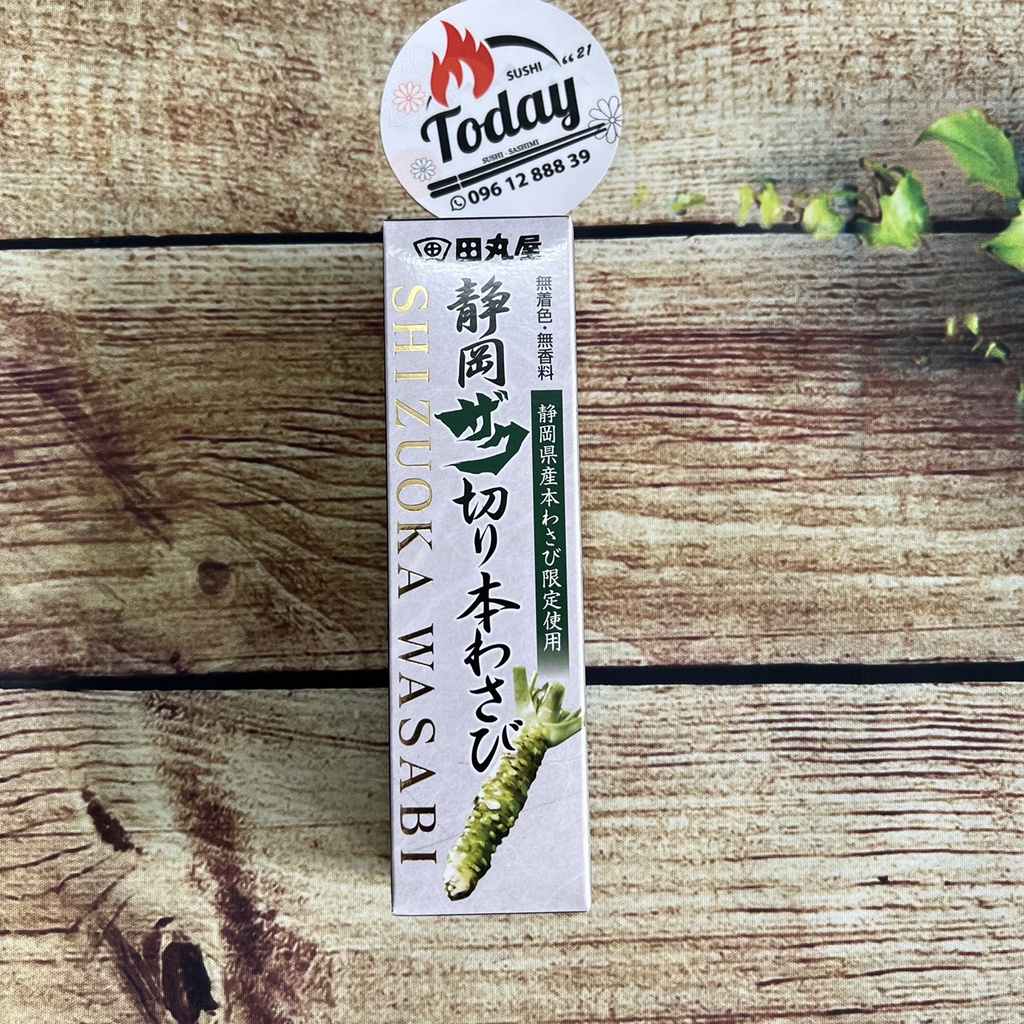 SUSHI “21
Today
SUSHI - SASHIMI
096 12 888 39
田丸屋
無着色・無香料
静岡県産本わさび限定使用
静岡ザク切り本わさび
SHIZUOKA WASABI